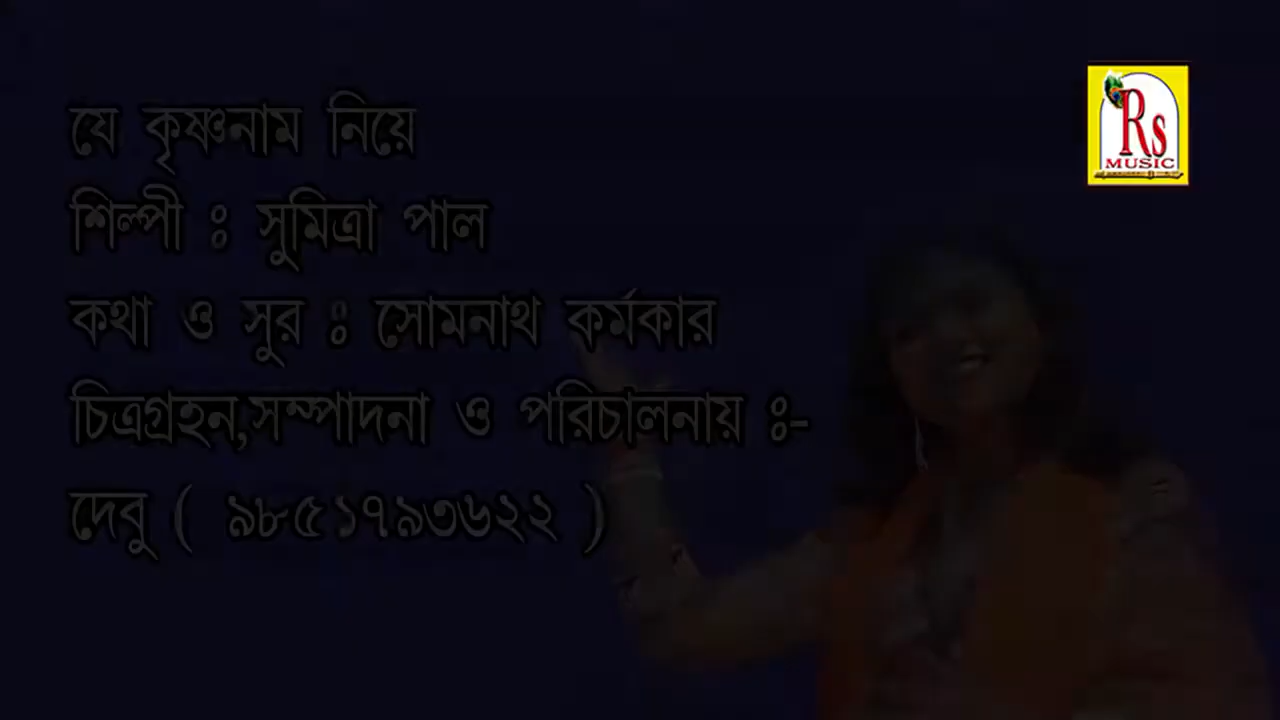 যে কৃষ্ণনাম নিয়ে
শিল্পী ঃ সুমিত্রা পাল
কথা ও সুর ঃ সোমনাথ কর্মকার
চিত্রগ্রহন,সম্পাদনা ও পরিচালনায় ঃ-
দেবু ( ৯৮৫১৭৯৩৬২২ )
Rs
MUSIC